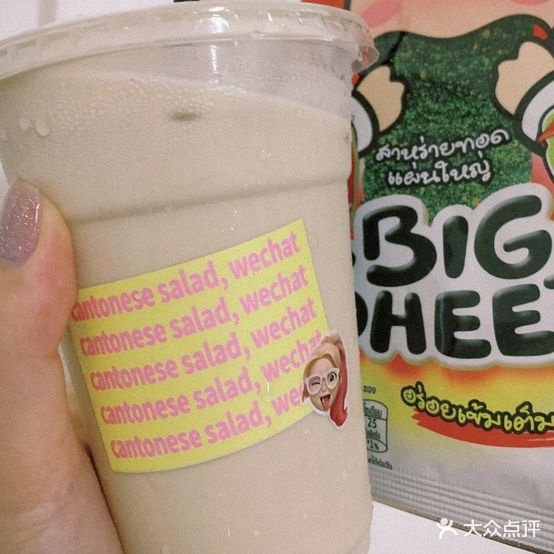 cantonese salad, wechat
cantonese salad, wechat
cantonese salad, wechat
cantonese salad, wechat
cantonese salad, we
สาหร่ายทอด
แผ่นใหญ่
BIG
SHEET
อร่อยเข้มเต็ม
25
大众点评